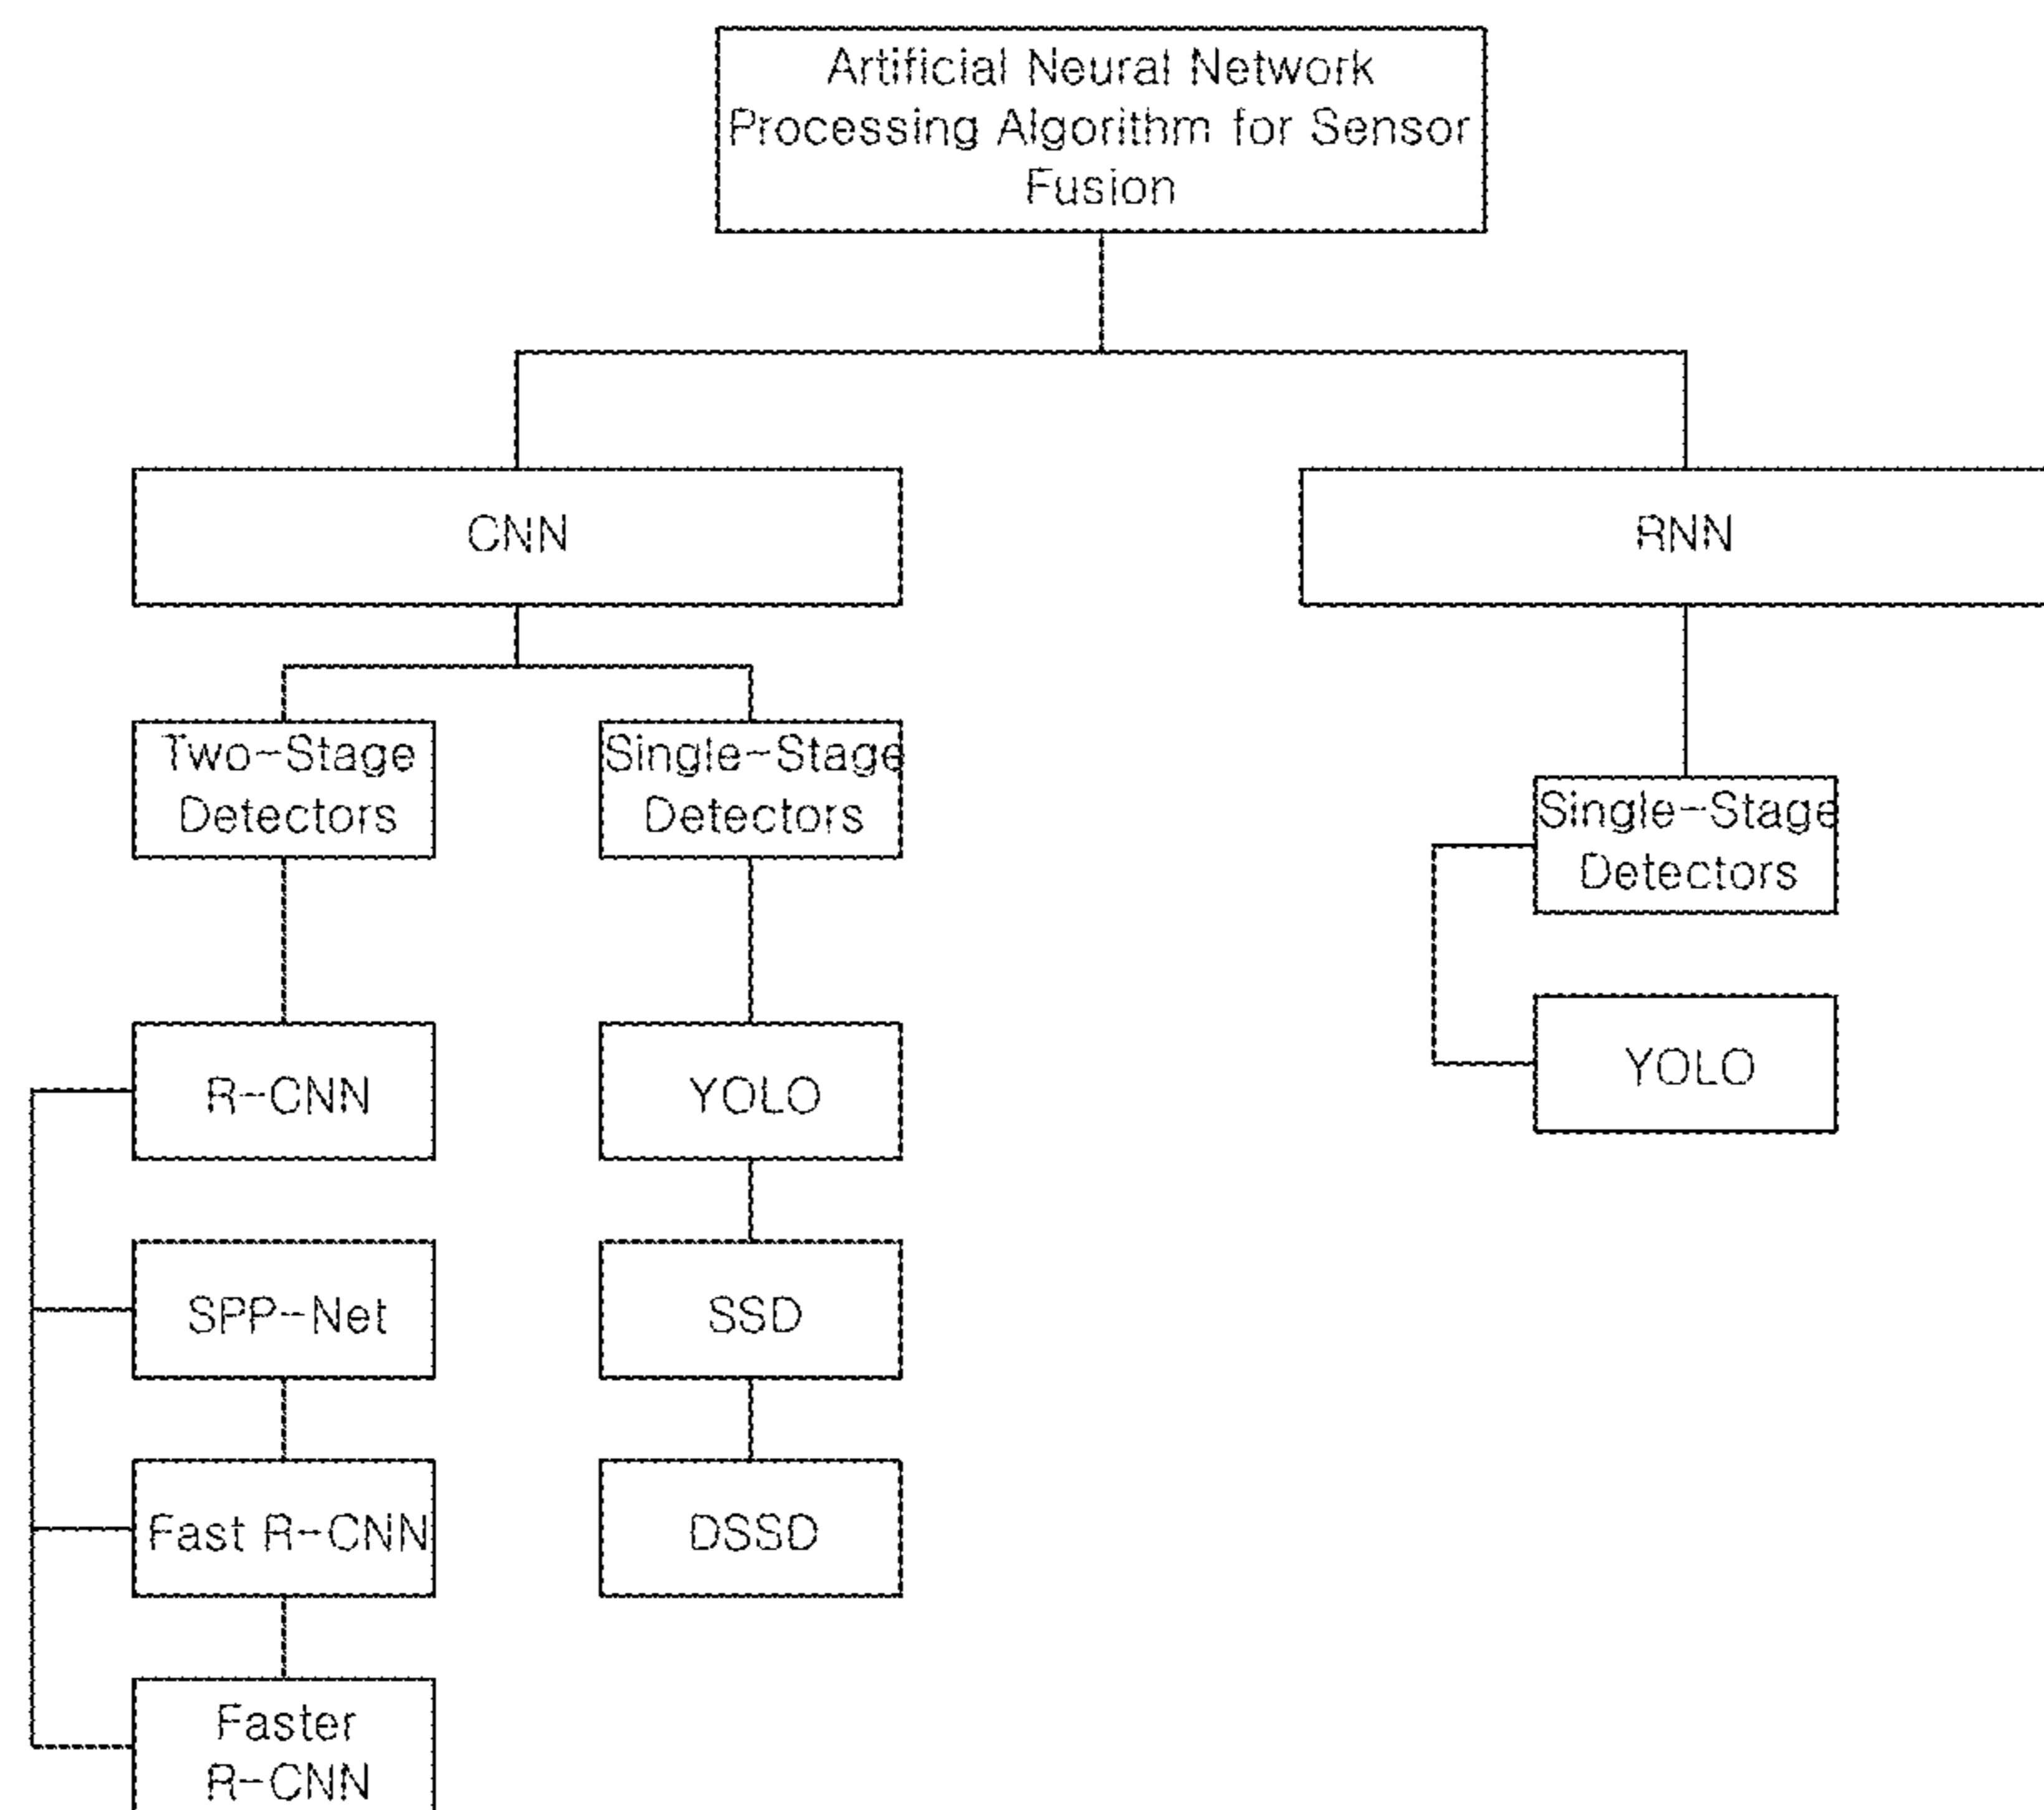 Artificial Neural Network
Processing Algorithm for Sensor
Fusion
CNN
RNN
Two-Stage
Detectors
Single-Stage
Detectors
Single-Stage
Detectors
R-CNN
YOLO
YOLO
SPP-Net
SSD
Fast R-CNN
DSSD
Faster
R-CNN